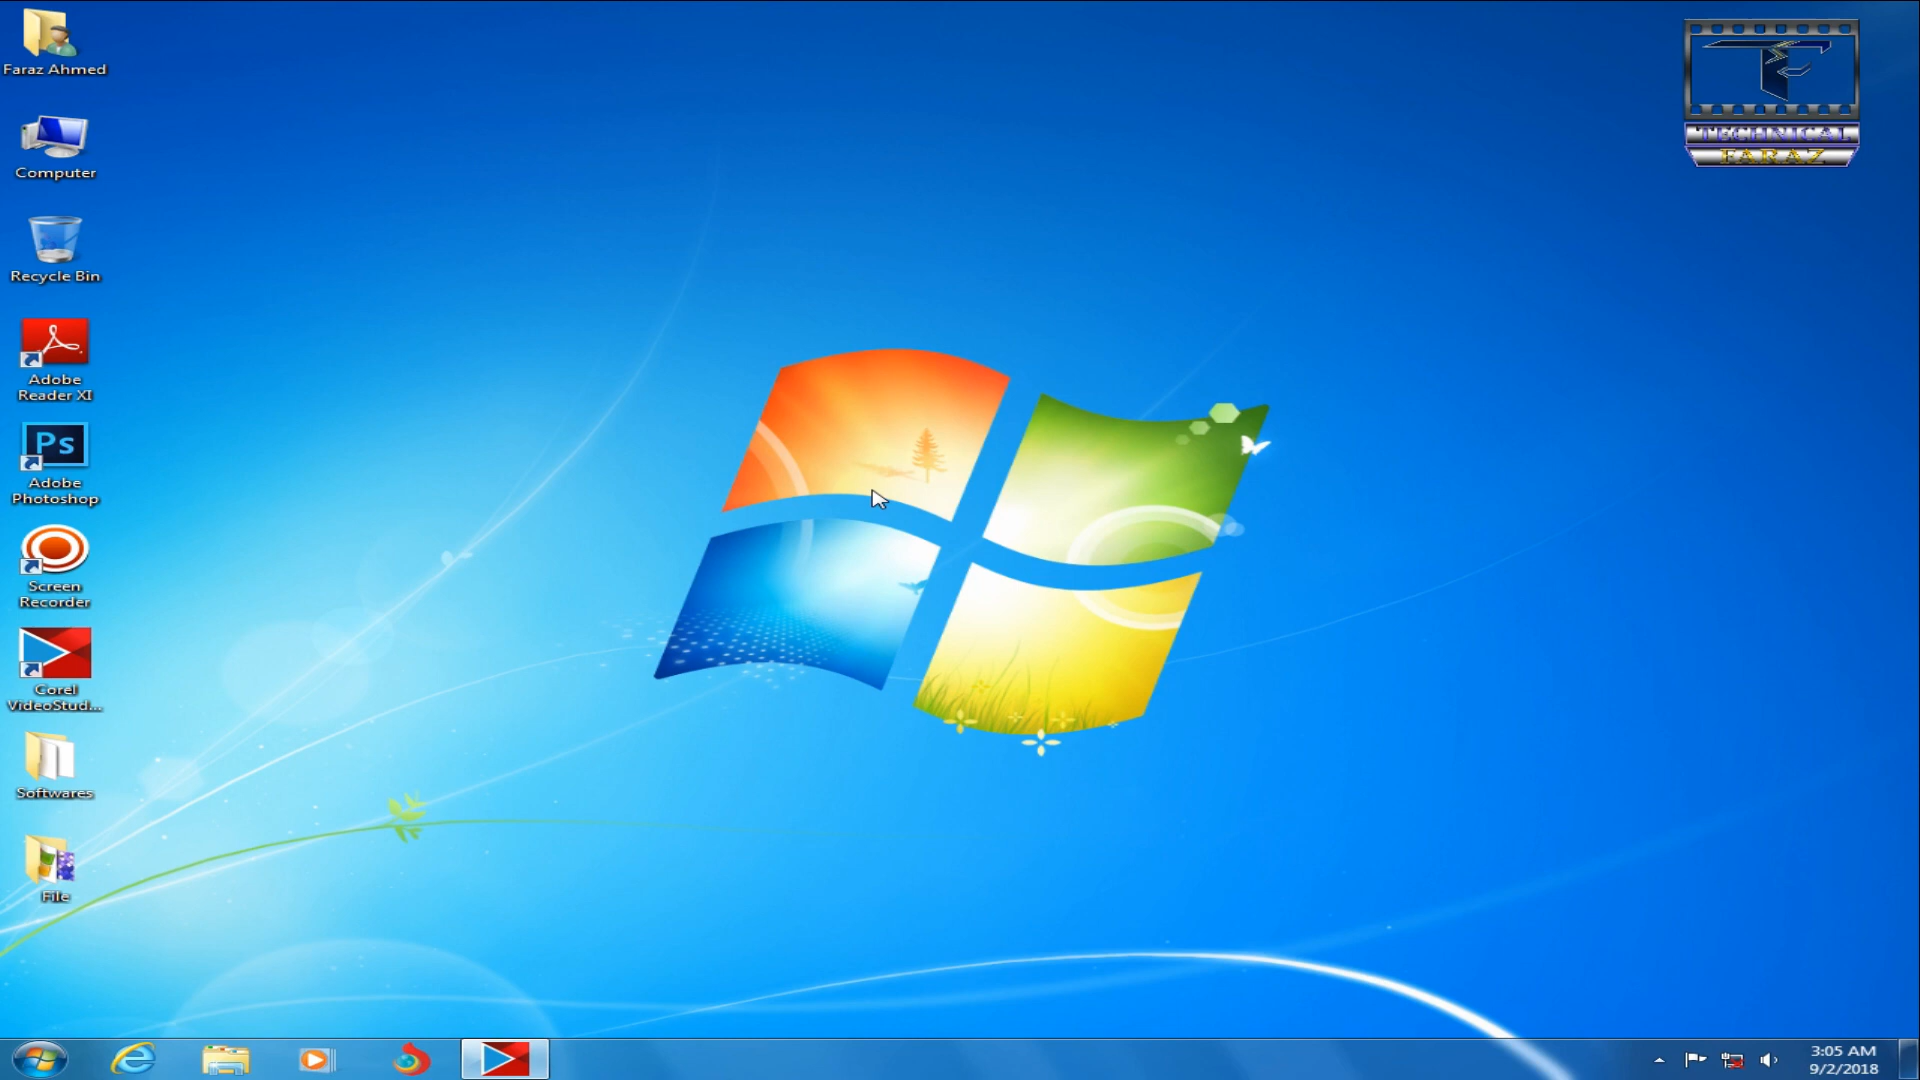 Faraz Ahmed
Computer
Recycle Bin
Adobe
Reader XI
Ps
Adobe
Photoshop
Screen
Recorder
Corel
VideoStud...
Softwares
File
TECHNICAL
FARAZ
3:05 AM
9/2/2018